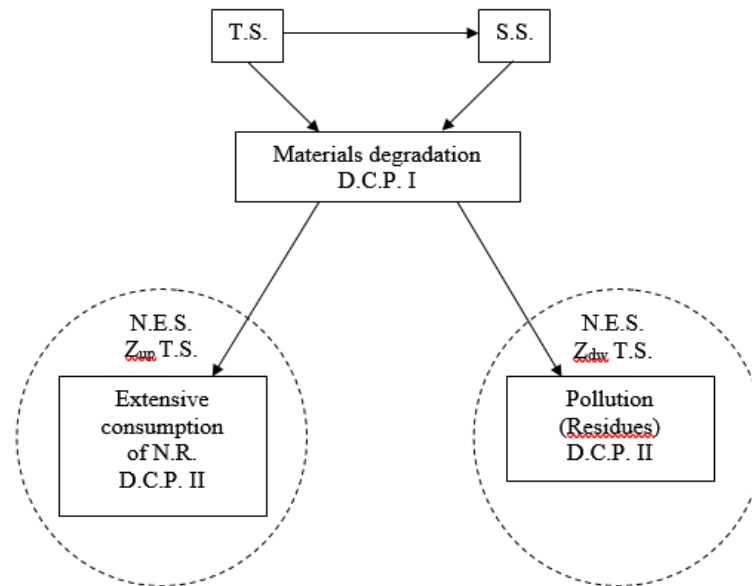 T.S.
S.S.
Materials degradation
D.C.P. I
N.E.S.
Zup T.S.
Extensive
consumption
of N.R.
D.C.P. II
N.E.S.
Zdw T.S.
Pollution
(Residues)
D.C.P. II